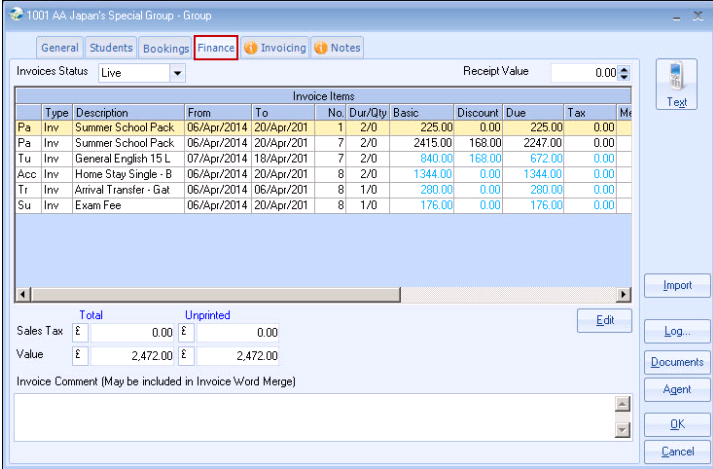 1001 AA Japan's Special Group - Group
General Students Bookings Finance Invoicing Notes
Invoices Status Live Receipt Value 0.00
Text
Invoice Items
Type Description From To No. Dur/Qty Basic Discount Due Tax Me
Pa Inv Summer School Pack 06/Apr/2014 20/Apr/201 1 2/0 225.00 0.00 225.00 0.00
Pa Inv Summer School Pack 06/Apr/2014 20/Apr/201 7 2/0 2415.00 168.00 2247.00 0.00
Tu Inv General English 15 L 07/Apr/2014 18/Apr/201 7 2/0 840.00 168.00 672.00 0.00
Acc Inv Home Stay Single - B 06/Apr/2014 20/Apr/201 8 2/0 1344.00 0.00 1344.00 0.00
Tr Inv Arrival Transfer - Gat 06/Apr/2014 06/Apr/201 8 1/0 280.00 0.00 280.00 0.00
Su Inv Exam Fee 06/Apr/2014 20/Apr/201 8 1/0 176.00 0.00 176.00 0.00
Import
Total Unprinted
Edit
Sales Tax £ 0.00 £ 0.00
Log...
Value £ 2,472.00 £ 2,472.00
Documents
Invoice Comment (May be included in Invoice Word Merge)
Agent
OK
Cancel